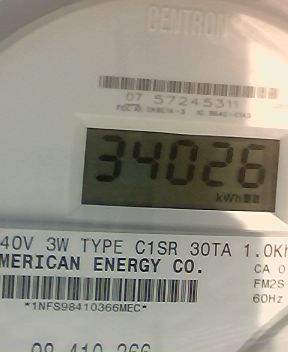 CENTRON
07 57245311
34026
kWh
40V 3W TYPE C1SR 30TA 1.0K
MERICAN ENERGY CO.
CA 0
FM2S
60Hz
*1NFS98410366MEC*
98 410 366